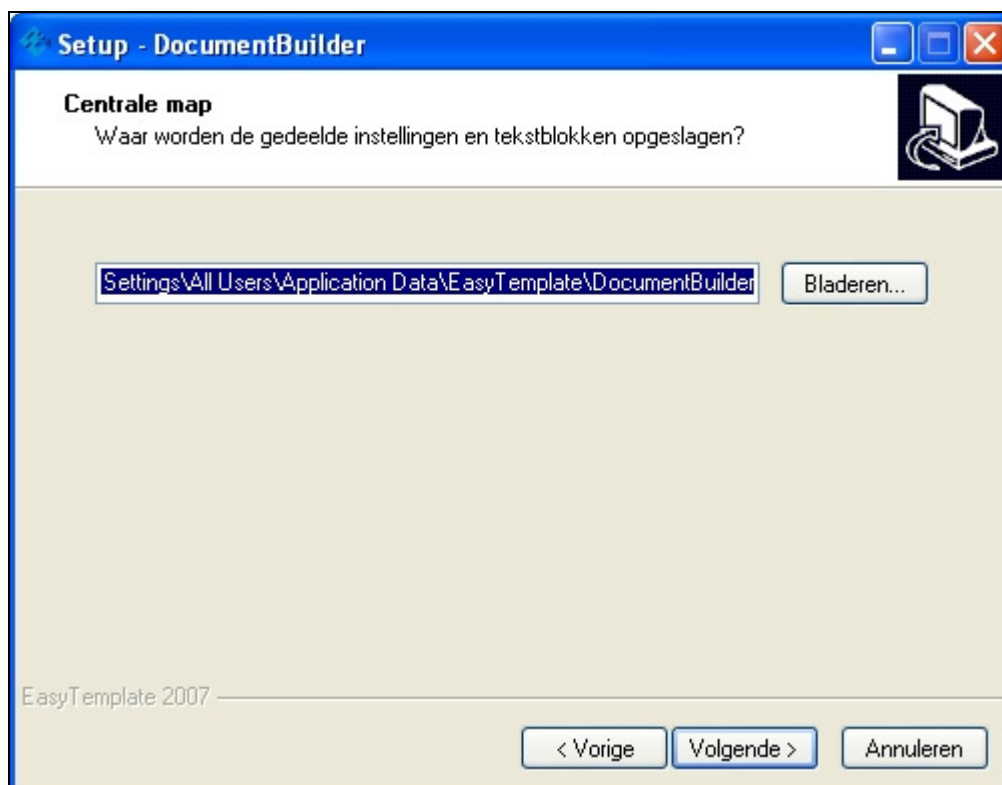 Setup - DocumentBuilder
Centrale map
Waar worden de gedeelde instellingen en tekstblokken opgeslagen?
Settings\All Users\Application Data\EasyTemplate\DocumentBuilder
Bladeren...
EasyTemplate 2007
< Vorige
Volgende >
Annuleren